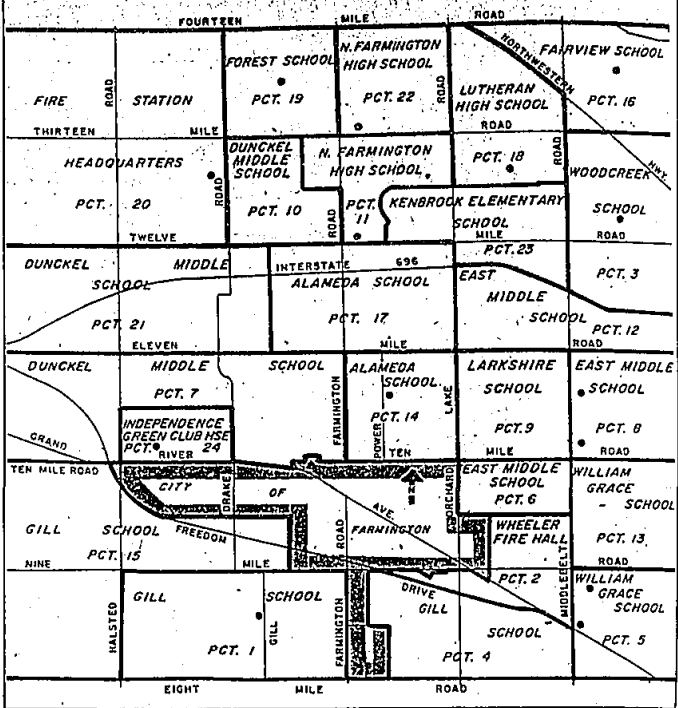 FOURTEEN MILE ROAD
FOREST SCHOOL
PCT. 19
N. FARMINGTON
HIGH SCHOOL
PCT. 22
NORTHWESTERN
HWY.
FAIRVIEW SCHOOL
PCT. 16
LUTHERAN
HIGH SCHOOL
FIRE STATION
ROAD
THIRTEEN MILE ROAD
HEADQUARTERS
PCT. 20
ROAD
DUNCKEL
MIDDLE
SCHOOL
PCT. 10
N. FARMINGTON
HIGH SCHOOL
PCT.
11
ROAD
PCT. 18
ROAD
KENBROOK ELEMENTARY
SCHOOL
WOODCREEK
SCHOOL
PCT. 3
TWELVE MILE ROAD
PCT. 23
DUNCKEL MIDDLE
SCHOOL
PCT. 21
INTERSTATE 696
ALAMEDA SCHOOL
PCT. 17
EAST
MIDDLE
SCHOOL
PCT. 12
ELEVEN MILE ROAD
DUNCKEL MIDDLE SCHOOL
PCT. 7
ALAMEDA
SCHOOL
PCT. 14
FARMINGTON
POWER
LAKE
LARKSHIRE
SCHOOL
PCT. 9
EAST MIDDLE
SCHOOL
PCT. 8
INDEPENDENCE
GREEN CLUB HSE
PCT. 24
GRAND RIVER AVE.
TEN MILE ROAD
TEN MILE ROAD
CITY OF
FARMINGTON
DRAKE
ROAD
ORCHARD
EAST MIDDLE
SCHOOL
PCT. 6
WILLIAM
GRACE
SCHOOL
PCT. 13
GILL SCHOOL
PCT. 15
FREEDOM
DRIVE
WHEELER
FIRE HALL
PCT. 2
MIDDLEBELT
NINE MILE ROAD
HALSTED
GILL SCHOOL
PCT. 1
GILL
FARMINGTON
GILL
SCHOOL
PCT. 4
WILLIAM
GRACE
SCHOOL
PCT. 5
EIGHT MILE ROAD